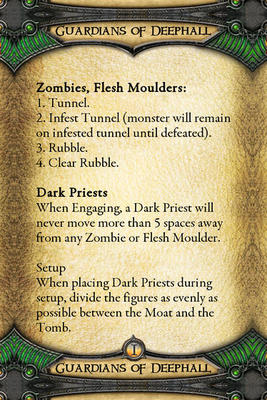 Guardians of Deephall
Zombies, Flesh Moulders:
1. Tunnel.
2. Infest Tunnel (monster will remain
on infested tunnel until defeated).
3. Rubble.
4. Clear Rubble.
Dark Priests
When Engaging, a Dark Priest will
never move more than 5 spaces away
from any Zombie or Flesh Moulder.
Setup
When placing Dark Priests during
setup, divide the figures as evenly as
possible between the Moat and the
Tomb.
1
Guardians of Deephall